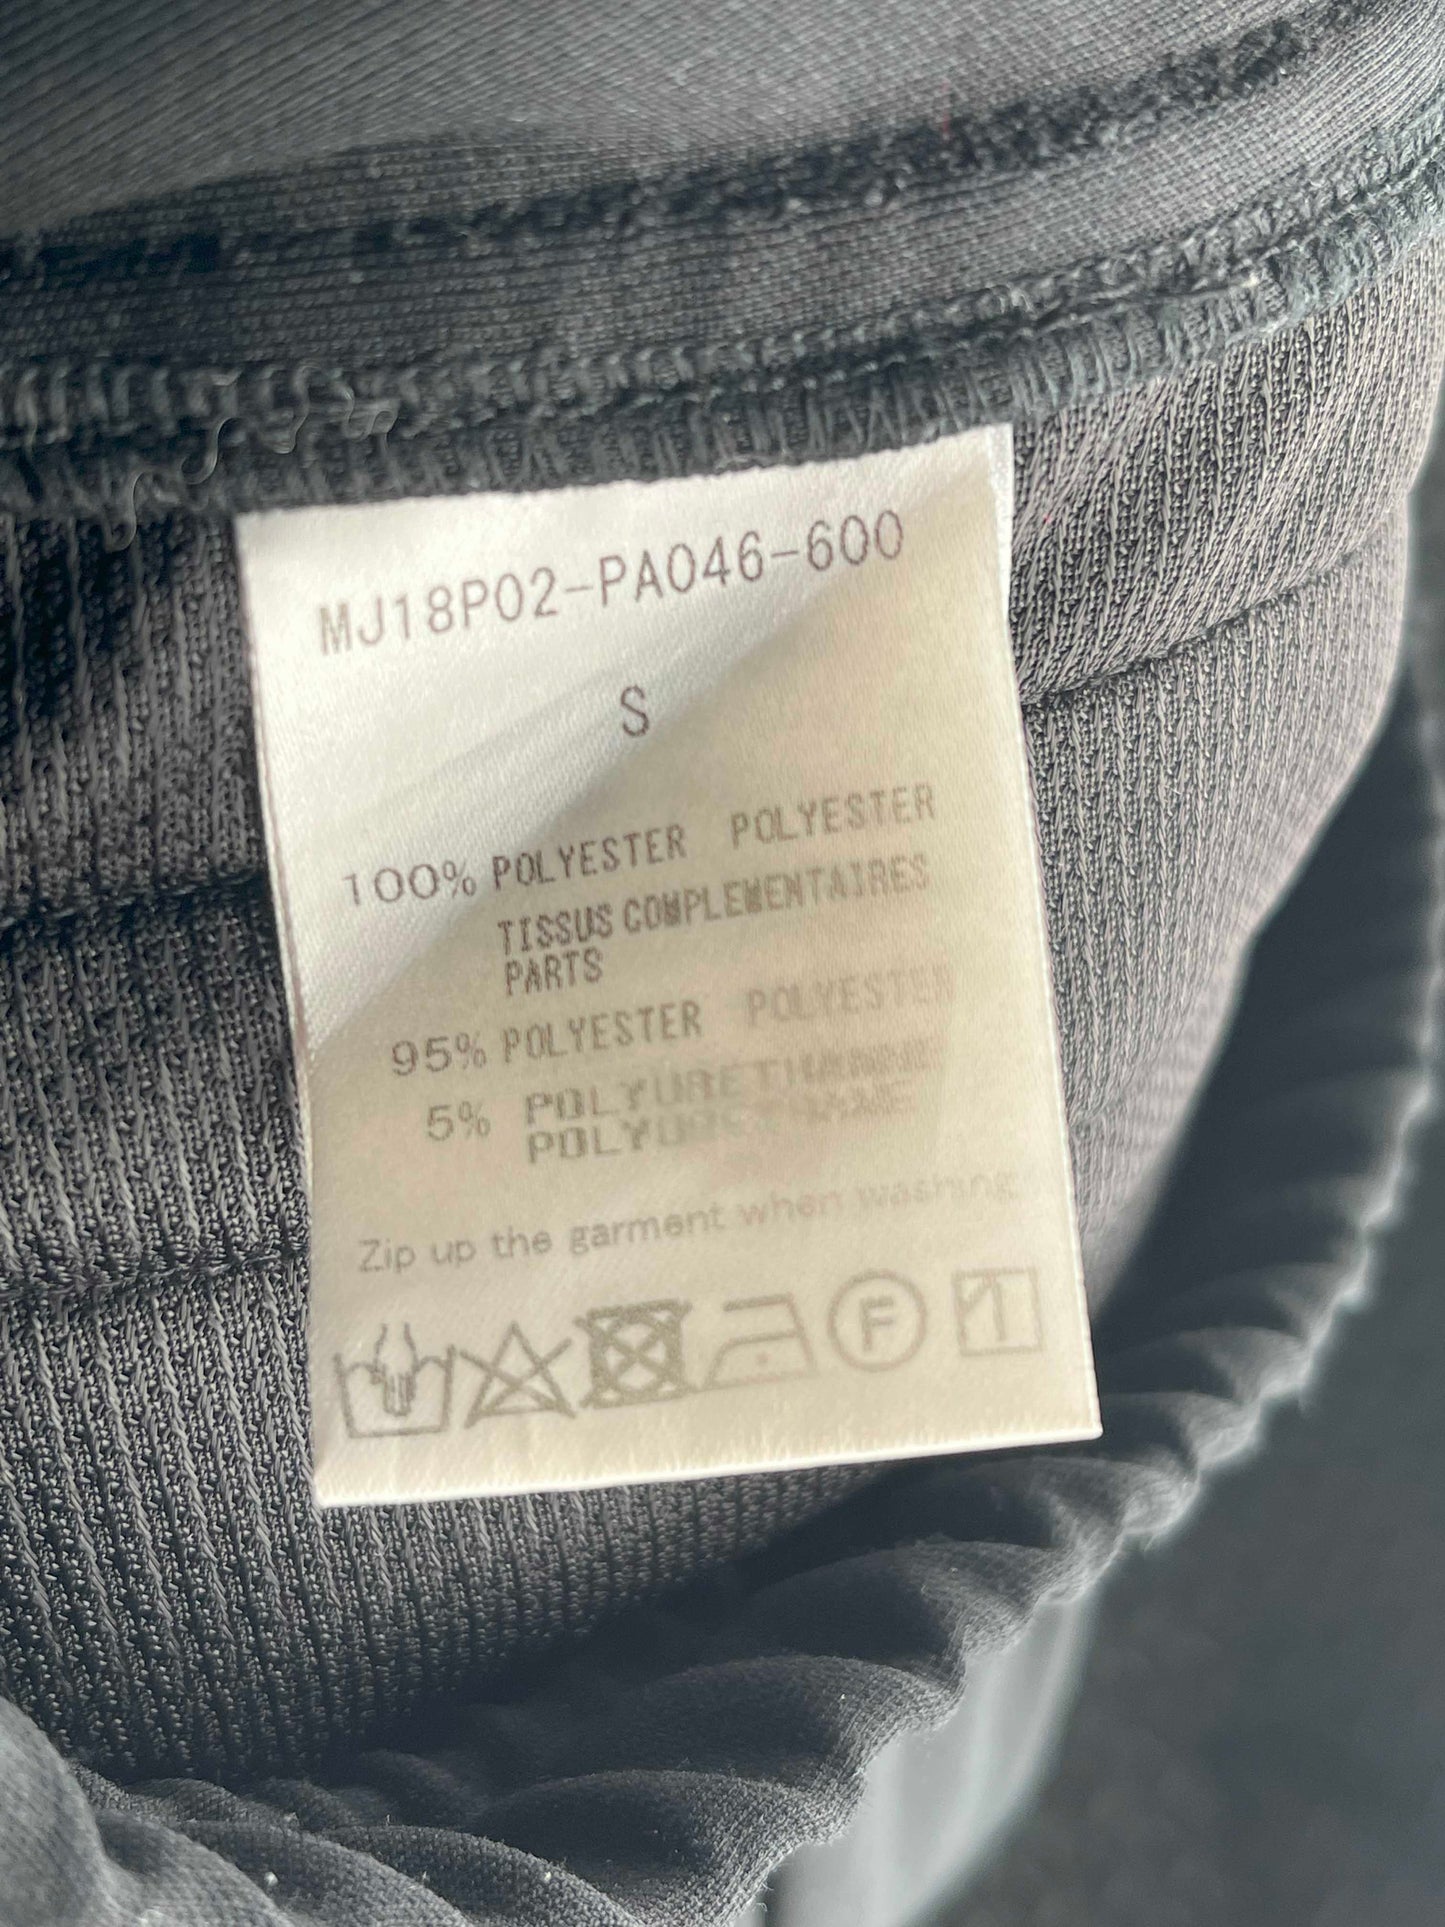 MJ18P02-PA046-600
S
100% POLYESTER POLYESTER
TISSUS COMPLEMENTAIRES
PARTS
95% POLYESTER POLYESTER
5% POLYURETHANNE
POLYURETHANE
Zip up the garment when washing
F